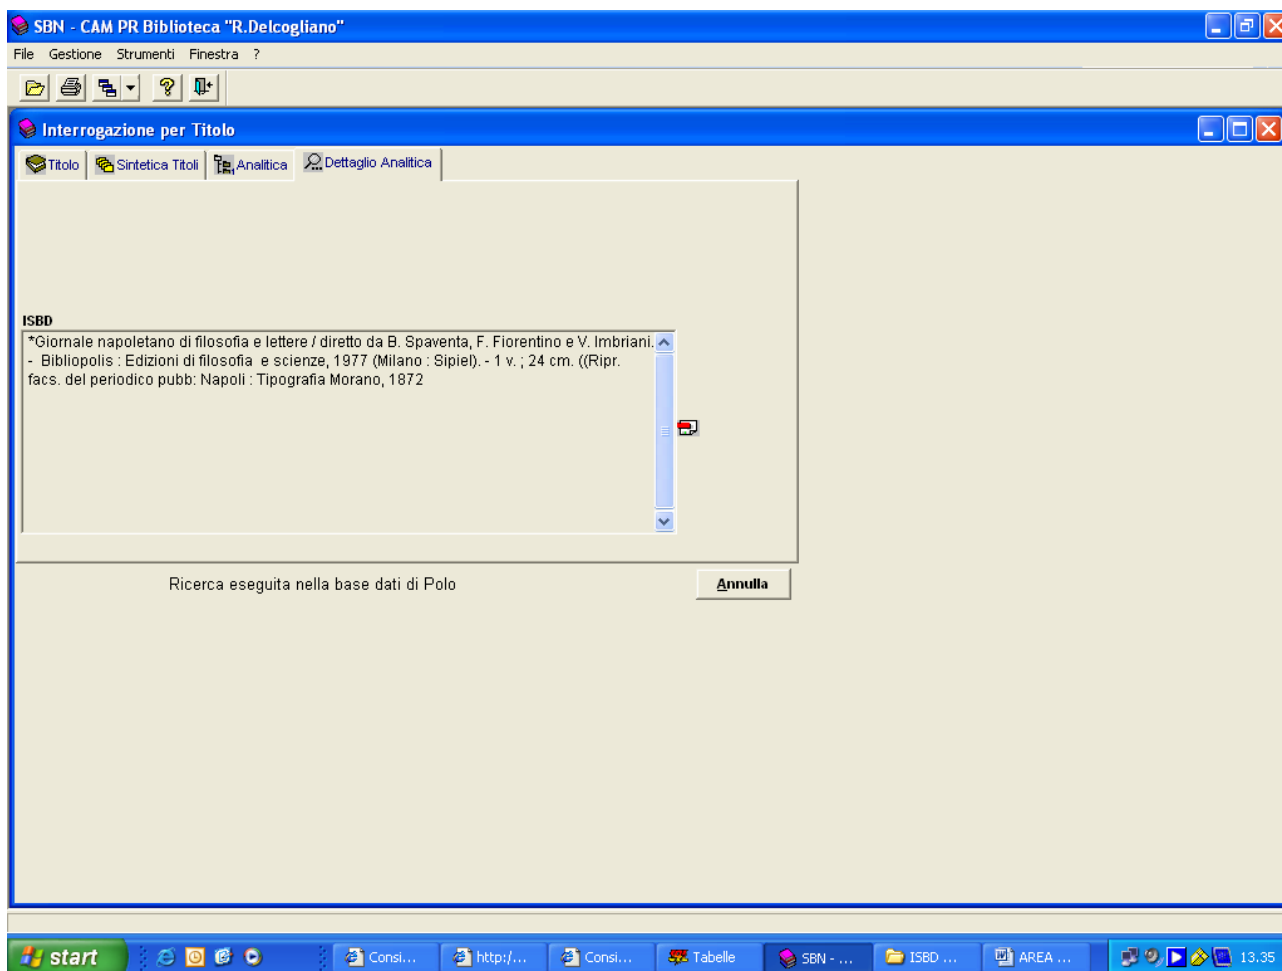 SBN - CAM PR Biblioteca "R.Delcogliano"
File Gestione Strumenti Finestra ?
Interrogazione per Titolo
Titolo Sintetica Titoli Analitica Dettaglio Analitica
ISBD
*Giornale napoletano di filosofia e lettere / diretto da B. Spaventa, F. Fiorentino e V. Imbriani.
- Bibliopolis : Edizioni di filosofia e scienze, 1977 (Milano : Sipiel). - 1 v. ; 24 cm. ((Ripr.
facs. del periodico pubb: Napoli : Tipografia Morano, 1872
Ricerca eseguita nella base dati di Polo Annulla
start Consi... http:/... Consi... Tabelle SBN - ... ISBD ... AREA ... 13.35